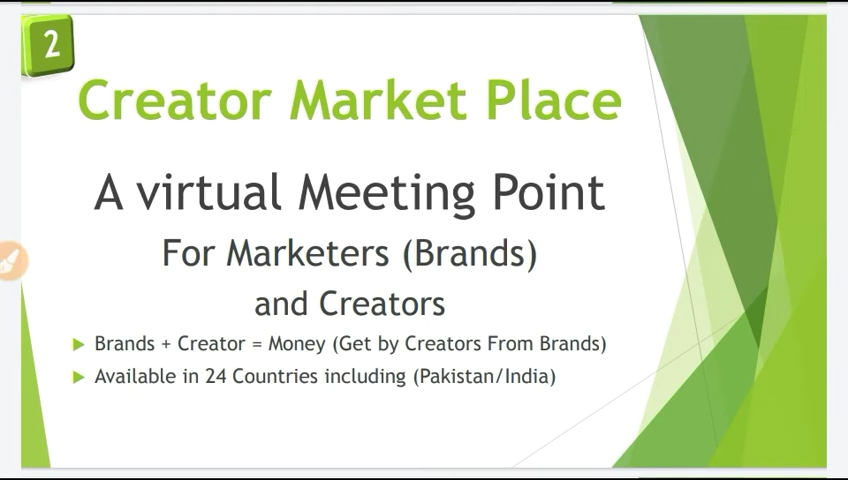 2
Creator Market Place
A virtual Meeting Point
For Marketers (Brands)
and Creators
Brands + Creator = Money (Get by Creators From Brands)
Available in 24 Countries including (Pakistan/India)